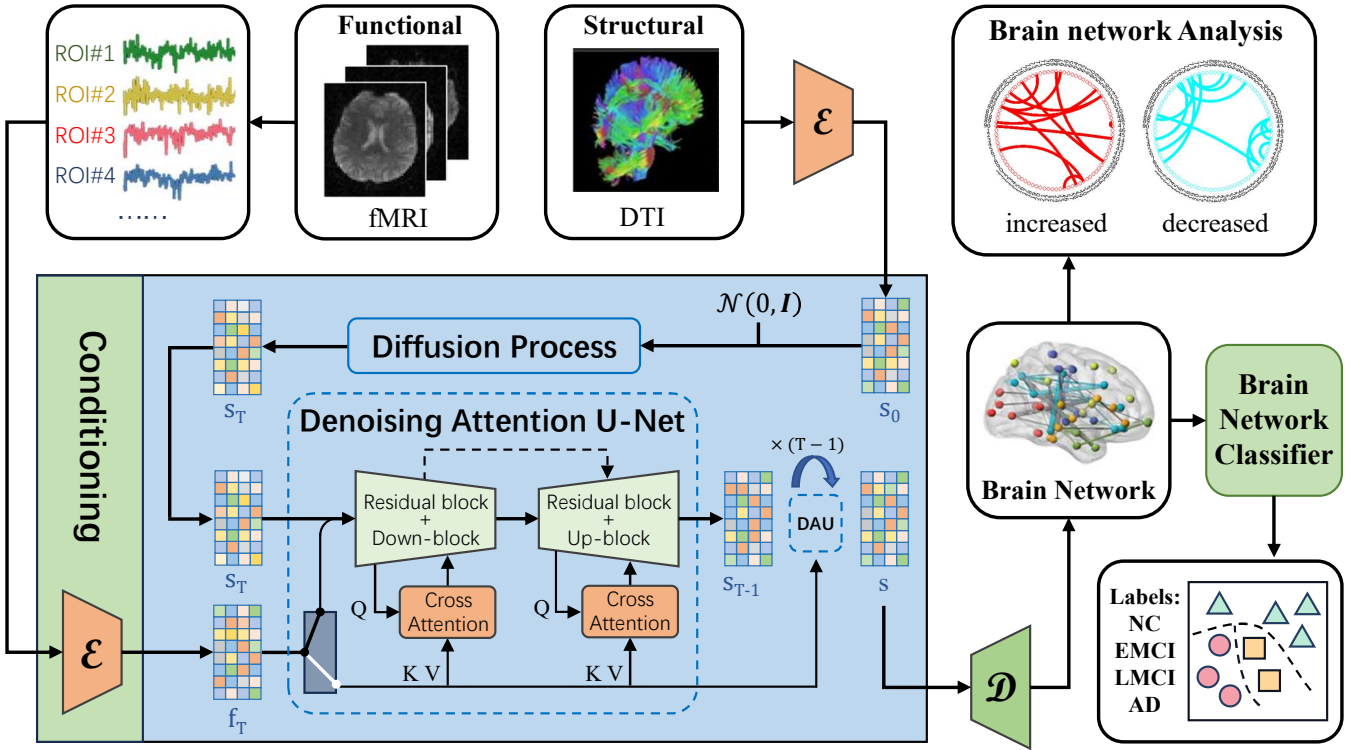 ROI#1
ROI#2
ROI#3
ROI#4
……
Functional
fMRI
Structural
DTI
ℰ
Brain network Analysis
increased
decreased
Conditioning
s_T
Diffusion Process
𝒩(0, I)
s_0
Denoising Attention U-Net
× (T − 1)
s_T
Residual block
+
Down-block
Residual block
+
Up-block
s_T-1
DAU
s
Q
Cross
Attention
Q
Cross
Attention
K V
K V
ℰ
f_T
𝒟
Brain Network
Brain
Network
Classifier
Labels:
NC
EMCI
LMCI
AD